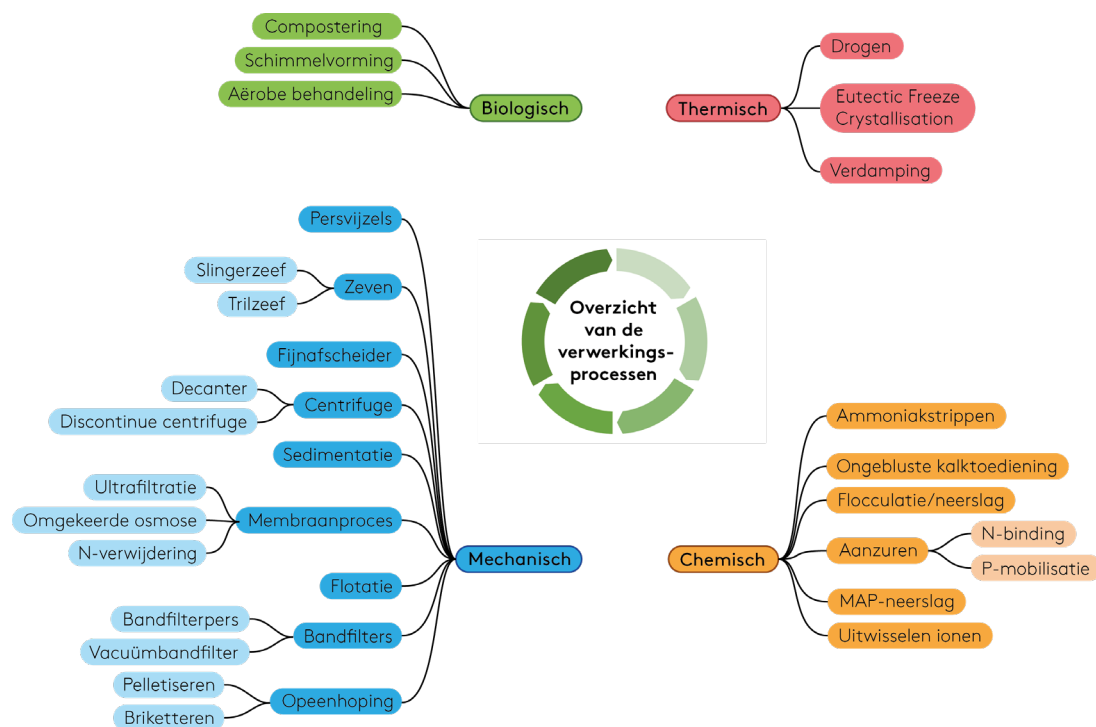 Compostering
Schimmelvorming
Aërobe behandeling
Biologisch
Thermisch
Drogen
Eutectic Freeze
Crystallisation
Verdamping
Persvijzels
Slingerzeef
Trilzeef
Zeven
Fijnafscheider
Decanter
Discontinue centrifuge
Centrifuge
Sedimentatie
Ultrafiltratie
Omgekeerde osmose
N-verwijdering
Membraanproces
Flotatie
Bandfilterpers
Vacuümbandfilter
Bandfilters
Pelletiseren
Briketteren
Opeenhoping
Mechanisch
Overzicht
van de
verwerkings-
processen
Chemisch
Ammoniakstrippen
Ongebluste kalktoediening
Flocculatie/neerslag
Aanzuren
N-binding
P-mobilisatie
MAP-neerslag
Uitwisselen ionen